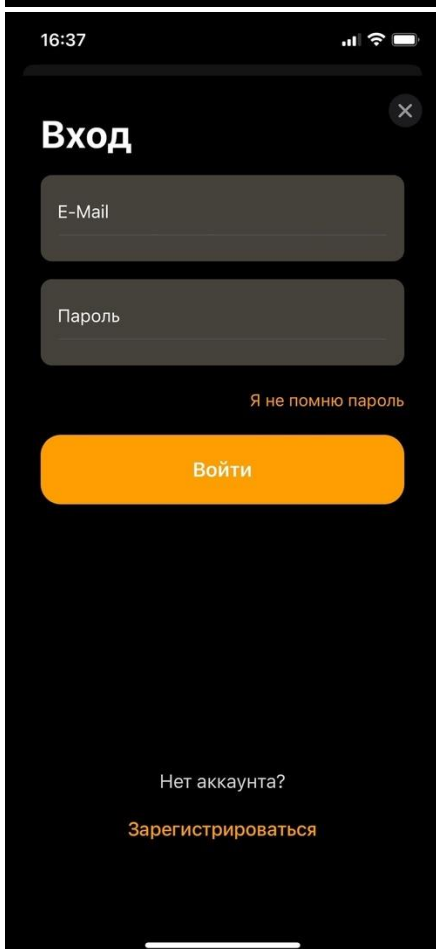 16:37
Вход
E-Mail
Пароль
Я не помню пароль
Войти
Нет аккаунта?
Зарегистрироваться